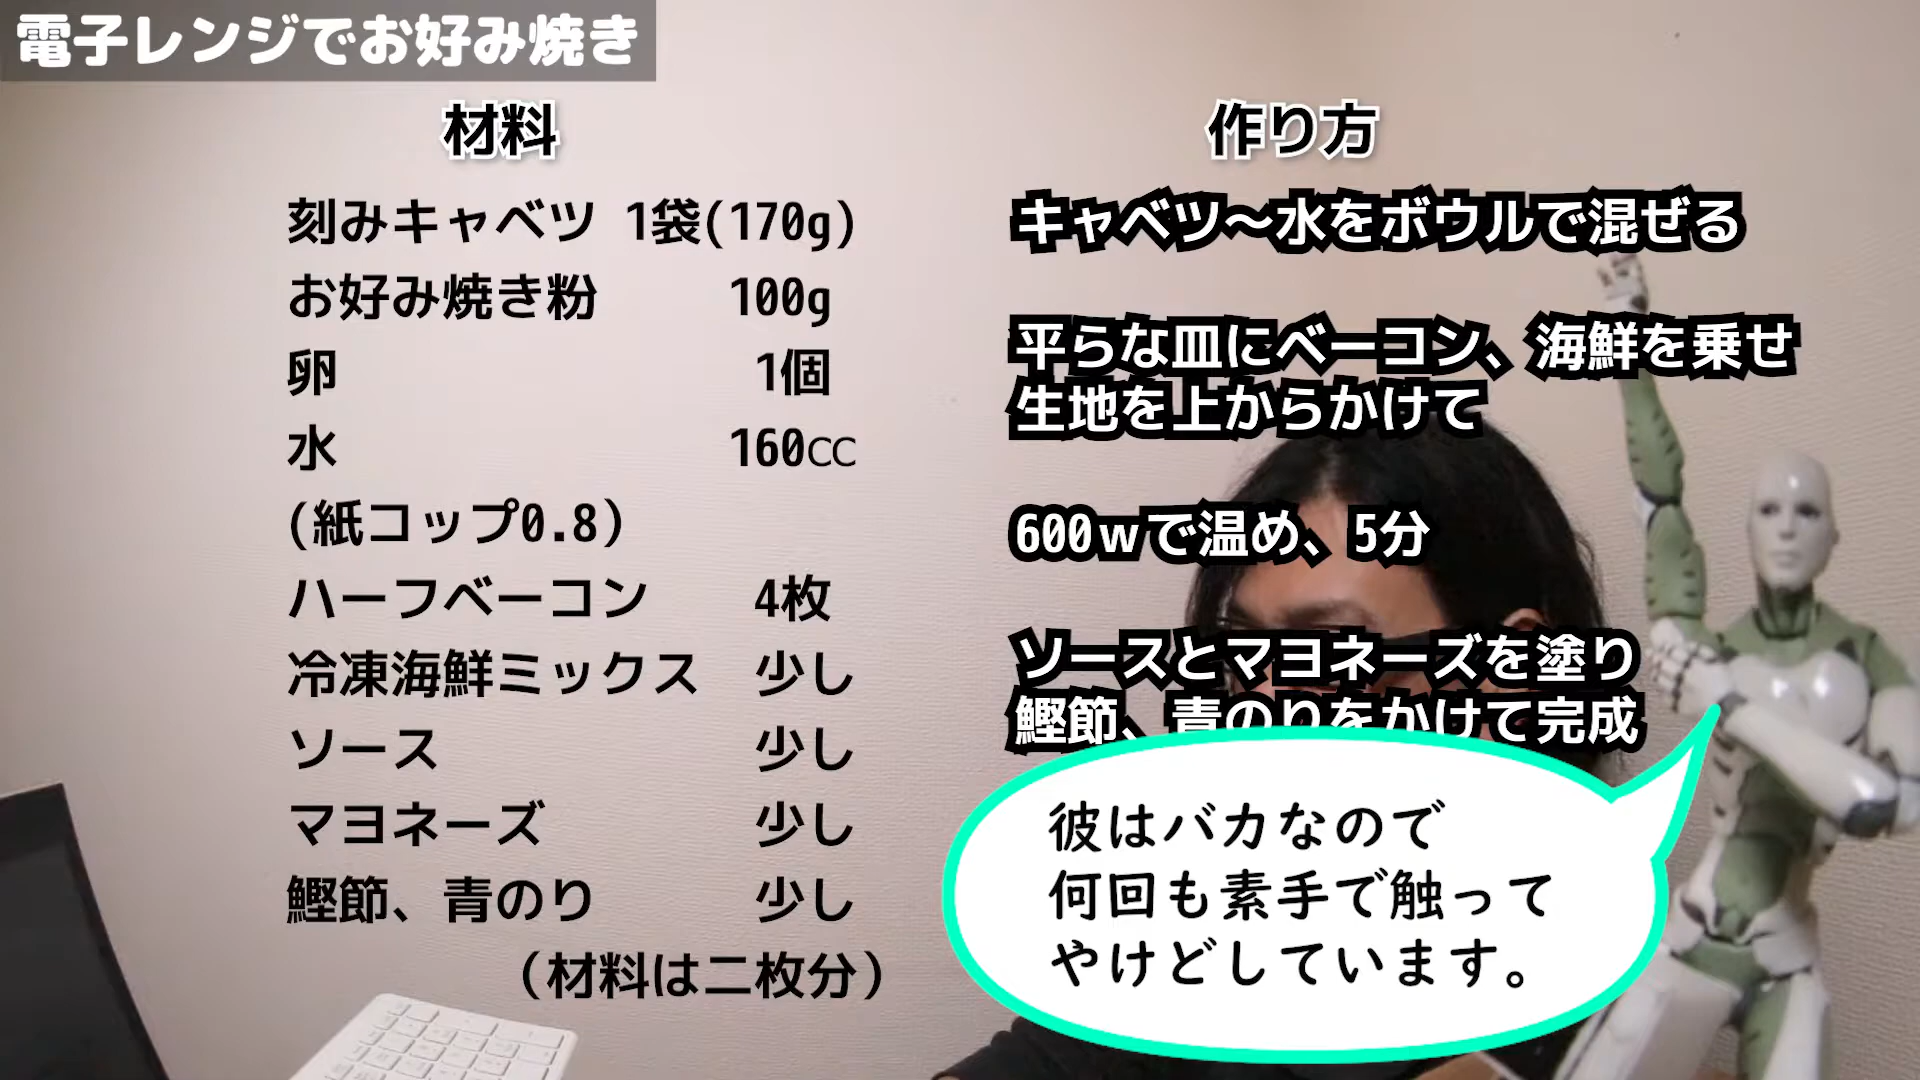 電子レンジでお好み焼き
材料
刻みキャベツ 1袋(170g)
お好み焼き粉 100g
卵 1個
水 160cc
(紙コップ0.8)
ハーフベーコン 4枚
冷凍海鮮ミックス 少し
ソース 少し
マヨネーズ 少し
鰹節、青のり 少し
(材料は二枚分)
作り方
キャベツ〜水をボウルで混ぜる
平らな皿にベーコン、海鮮を乗せ
生地を上からかけて
600wで温め、5分
ソースとマヨネーズを塗り
鰹節、青のりをかけて完成
彼はバカなので
何回も素手で触って
やけどしています。